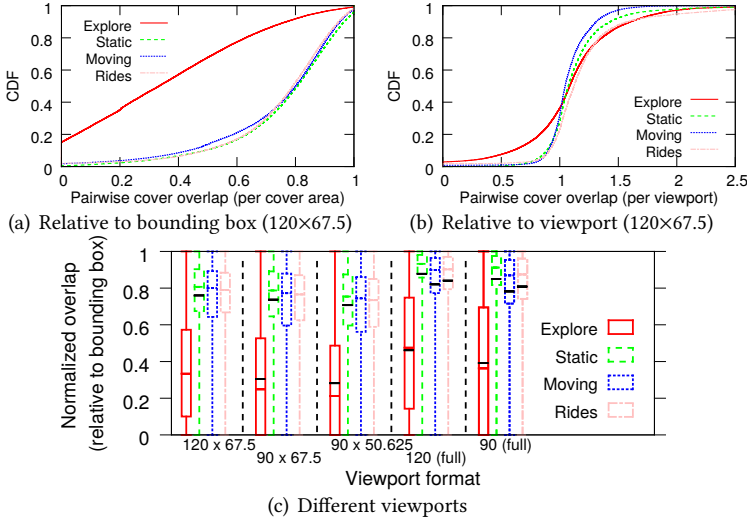 1
0.8
0.6
0.4
0.2
0
CDF
Explore
Static
Moving
Rides
0 0.2 0.4 0.6 0.8 1
Pairwise cover overlap (per cover area)
(a) Relative to bounding box (120×67.5)
1
0.8
0.6
0.4
0.2
0
CDF
Explore
Static
Moving
Rides
0 0.5 1 1.5 2 2.5
Pairwise cover overlap (per viewport)
(b) Relative to viewport (120×67.5)
Normalized overlap
(relative to bounding box)
1
0.8
0.6
0.4
0.2
0
Explore
Static
Moving
Rides
120 x 67.5
90 x 67.5
90 x 50.625
120 (full)
90 (full)
Viewport format
(c) Different viewports